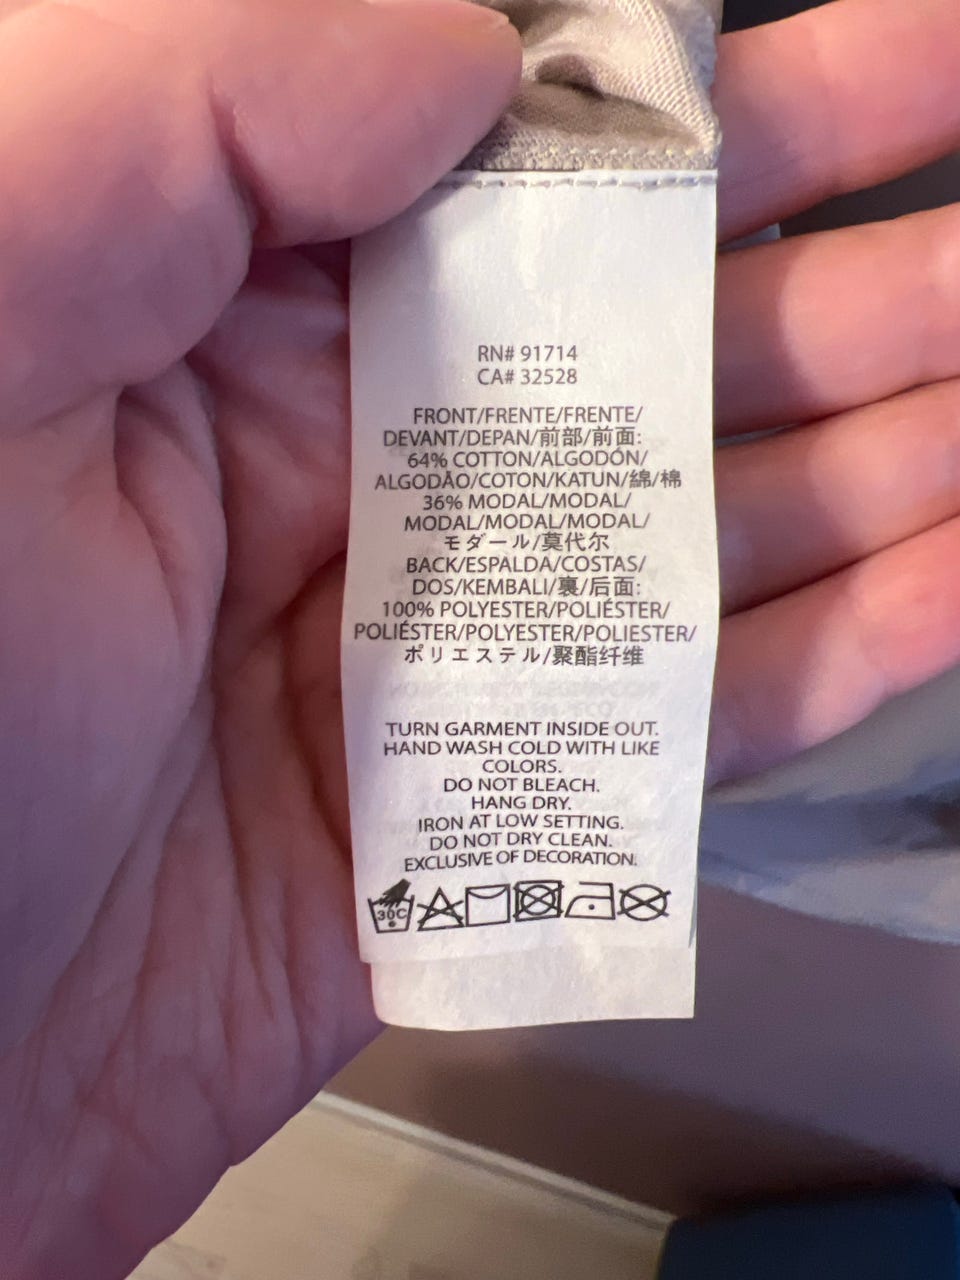 RN# 91714
CA# 32528
FRONT/FRENTE/FRENTE/
DEVANT/DEPAN/前部/前面:
64% COTTON/ALGODÓN/
ALGODÃO/COTON/KATUN/綿/棉
36% MODAL/MODAL/
MODAL/MODAL/MODAL/
モダール/莫代尔
BACK/ESPALDA/COSTAS/
DOS/KEMBALI/裏/后面:
100% POLYESTER/POLIÉSTER/
POLIÉSTER/POLYESTER/POLIESTER/
ポリエステル/聚酯纤维
TURN GARMENT INSIDE OUT.
HAND WASH COLD WITH LIKE
COLORS.
DO NOT BLEACH.
HANG DRY.
IRON AT LOW SETTING.
DO NOT DRY CLEAN.
EXCLUSIVE OF DECORATION.
30C